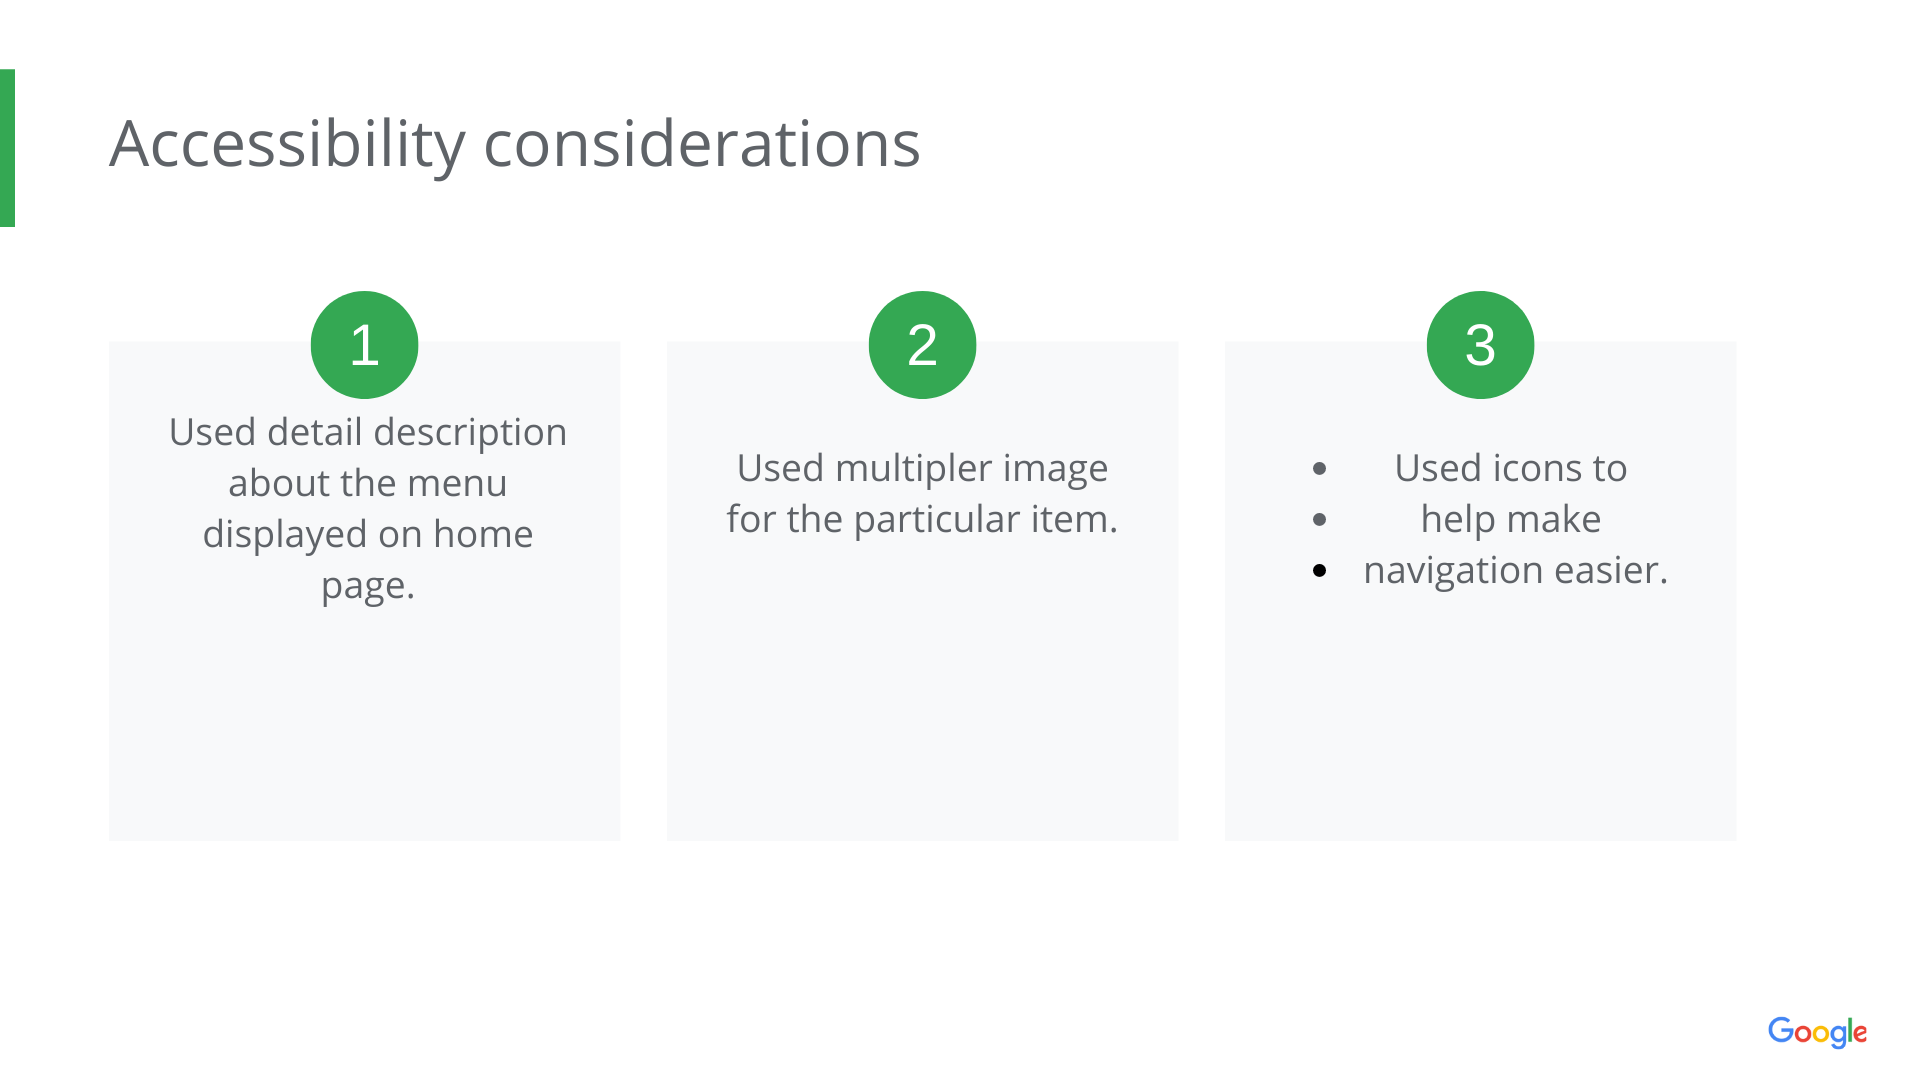 Accessibility considerations
1
Used detail description
about the menu
displayed on home
page.
2
Used multipler image
for the particular item.
3
• Used icons to
• help make
• navigation easier.
Google